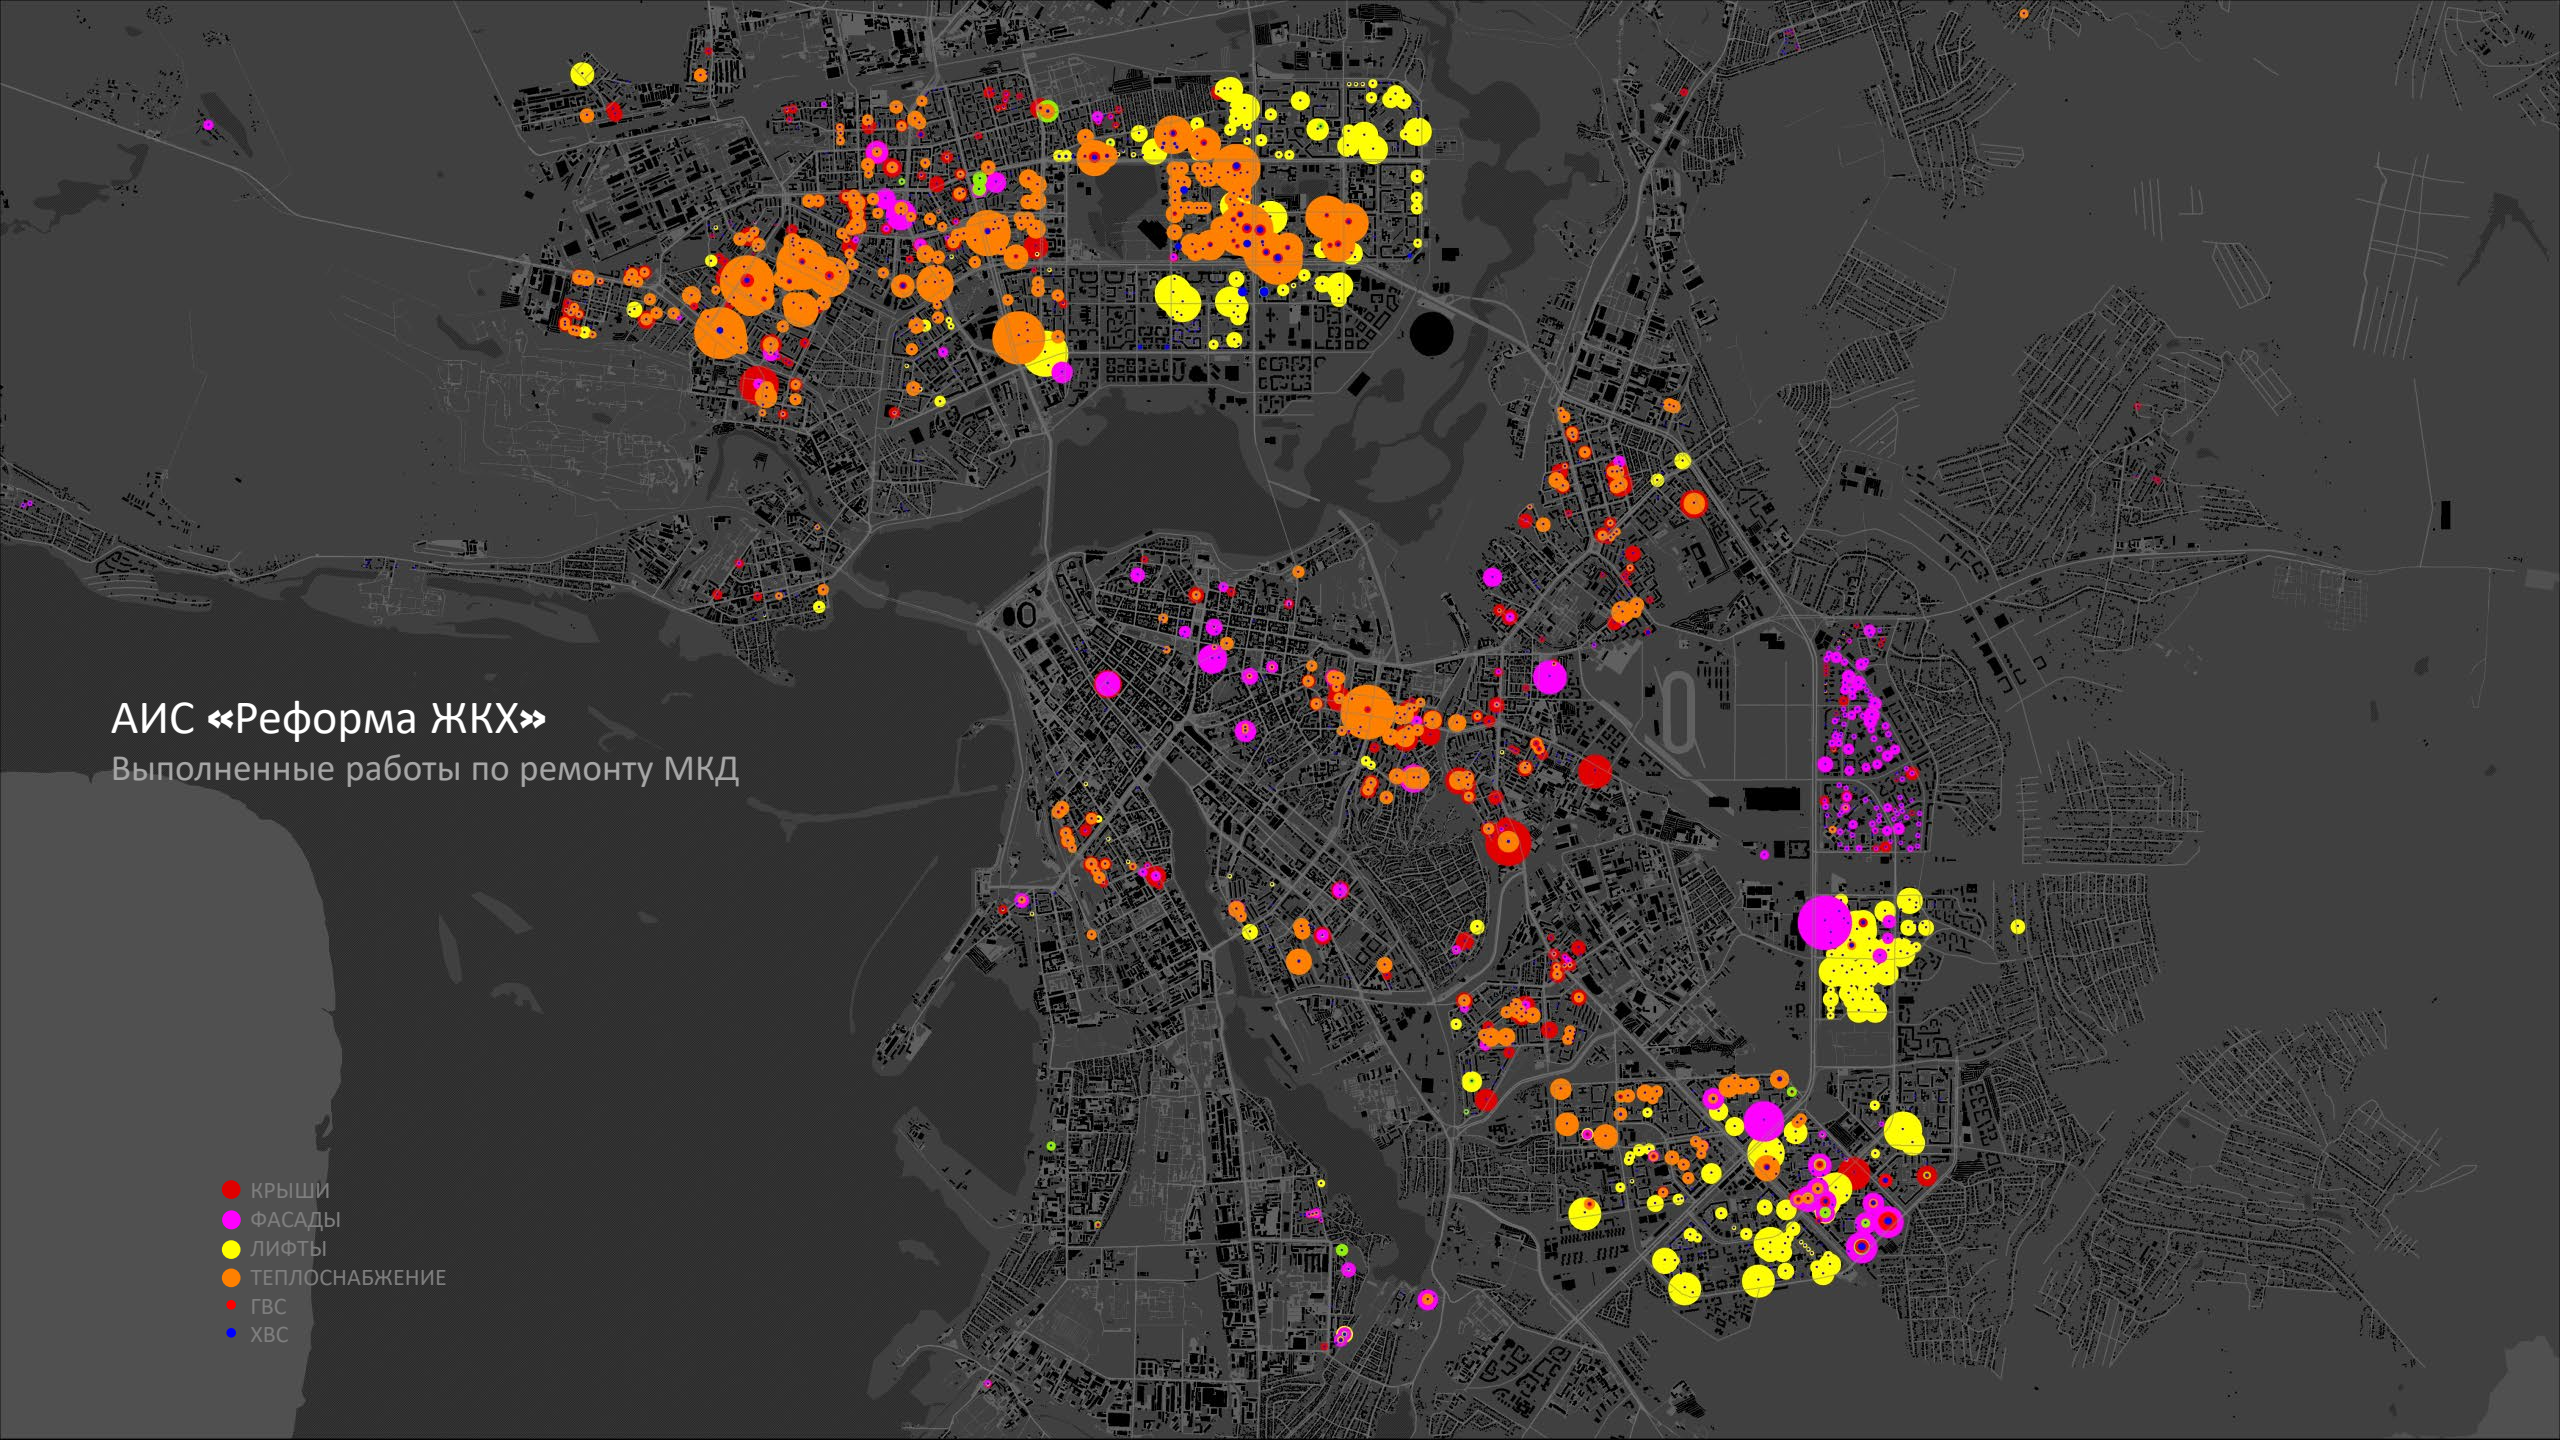 АИС «Реформа ЖКХ»
Выполненные работы по ремонту МКД
КРЫШИ
ФАСАДЫ
ЛИФТЫ
ТЕПЛОСНАБЖЕНИЕ
ГВС
ХВС